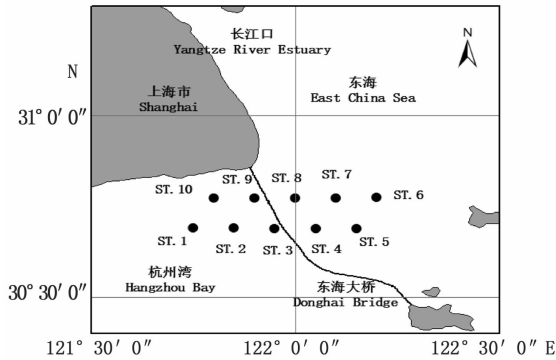 长江口
Yangtze River Estuary
N
N
东海
East China Sea
上海市
Shanghai
31° 0′ 0″
ST.10
ST.9
ST.8
ST.7
ST.6
ST.1
ST.2
ST.3
ST.4
ST.5
杭州湾
Hangzhou Bay
东海大桥
Donghai Bridge
30° 30′ 0″
121° 30′ 0″
122° 0′ 0″
122° 30′ 0″ E